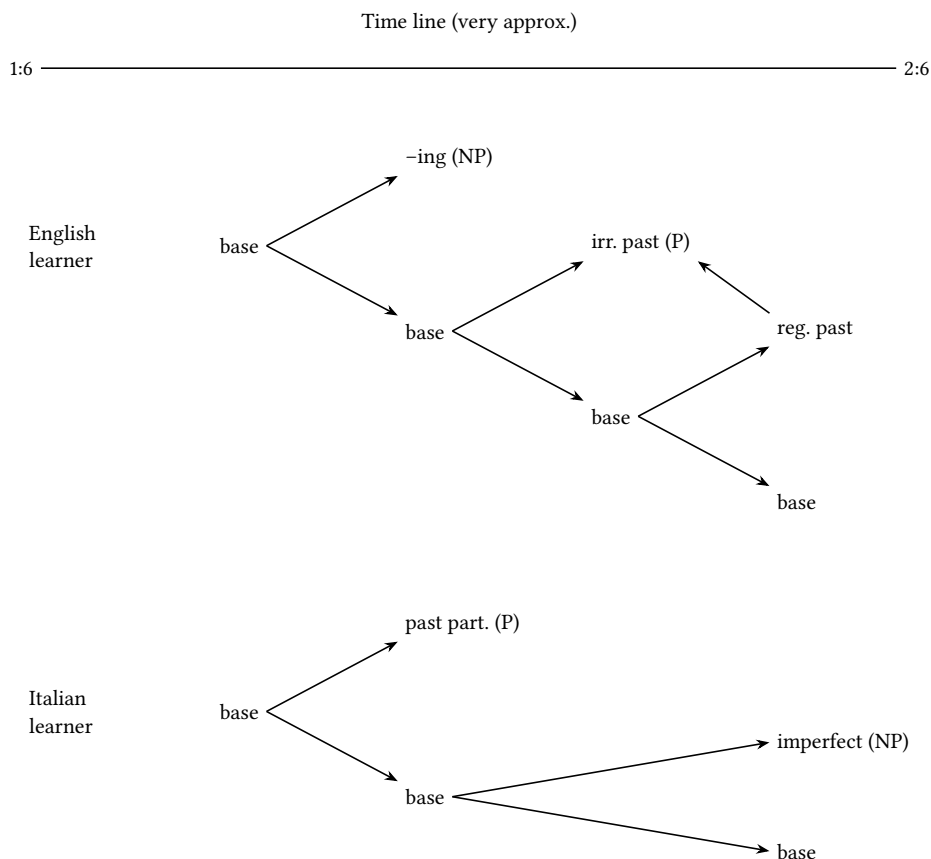 Time line (very approx.)
1:6
2:6
–ing (NP)
English
learner
base
irr. past (P)
base
reg. past
base
base
past part. (P)
Italian
learner
base
imperfect (NP)
base
base